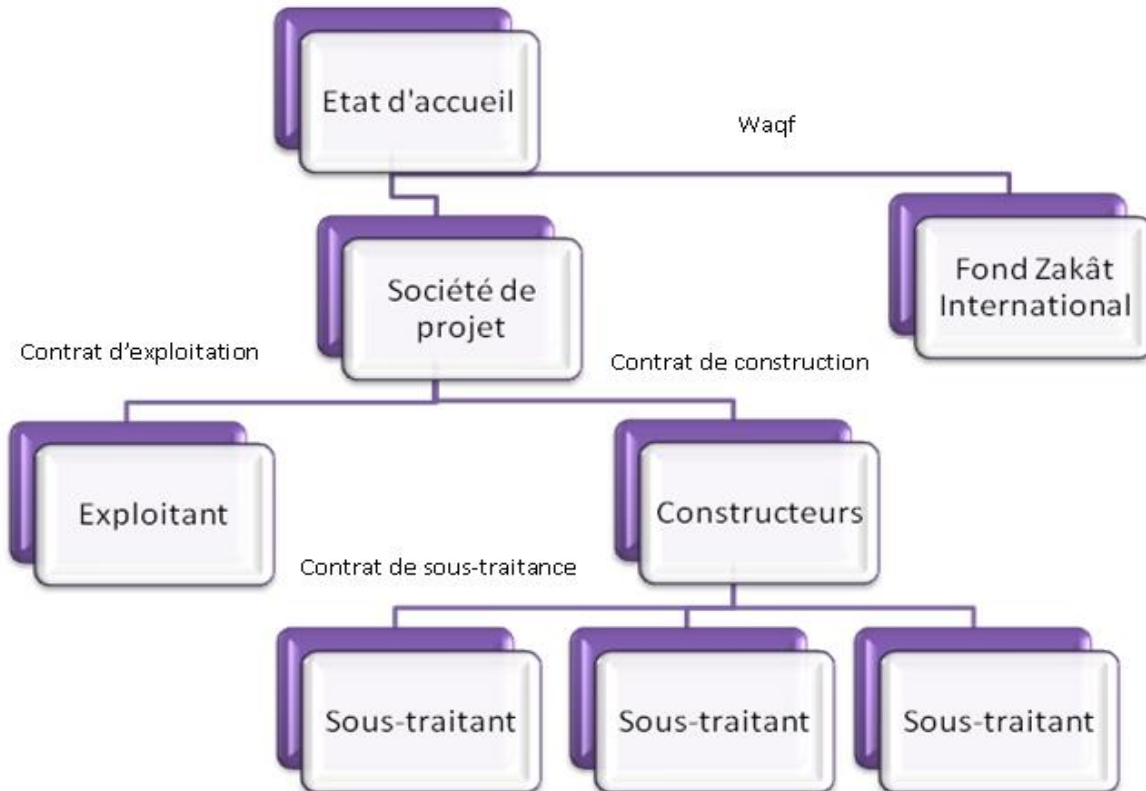 Etat d'accueil
Waqf
Société de
projet
Fond Zakât
International
Contrat d’exploitation
Contrat de construction
Exploitant
Constructeurs
Contrat de sous-traitance
Sous-traitant
Sous-traitant
Sous-traitant